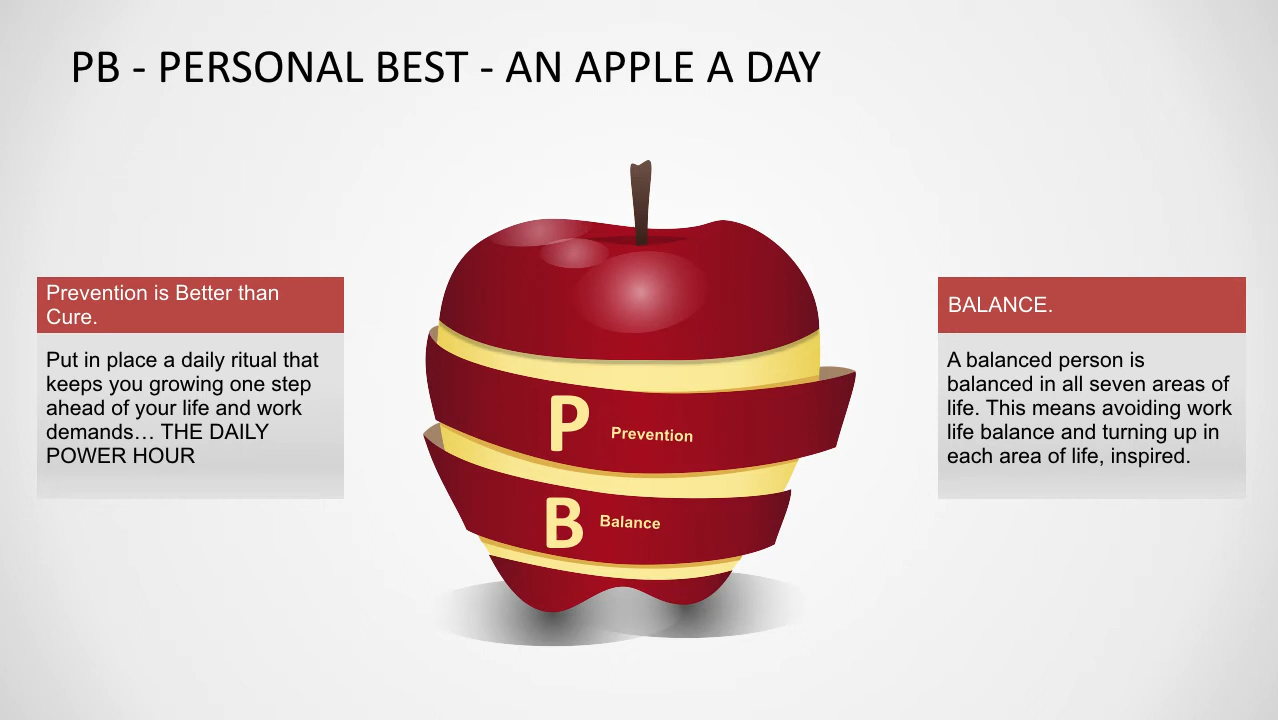 PB - PERSONAL BEST - AN APPLE A DAY
Prevention is Better than
Cure.
Put in place a daily ritual that
keeps you growing one step
ahead of your life and work
demands… THE DAILY
POWER HOUR
P Prevention
B Balance
BALANCE.
A balanced person is
balanced in all seven areas of
life. This means avoiding work
life balance and turning up in
each area of life, inspired.